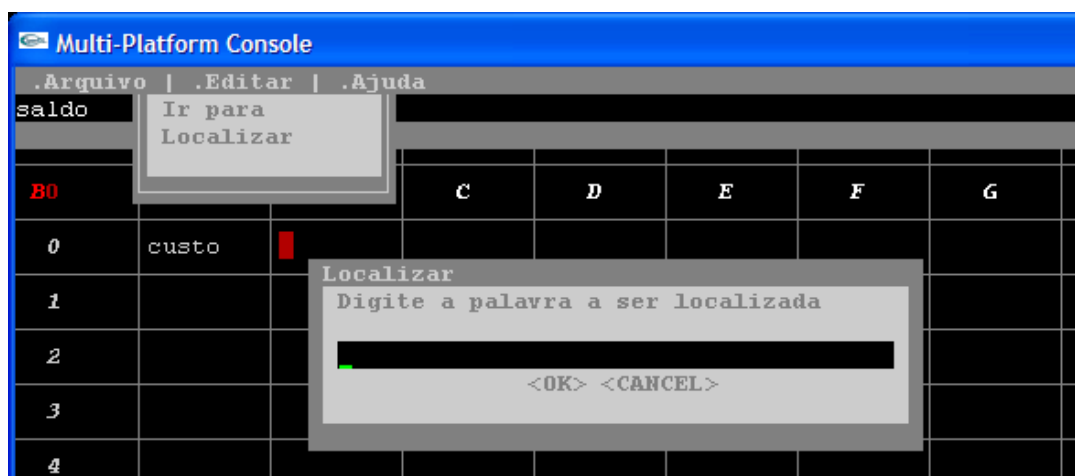 Multi-Platform Console
.Arquivo | .Editar | .Ajuda
saldo
Ir para
Localizar
B0 C D E F G
0 custo
Localizar
1 Digite a palavra a ser localizada
2
<OK> <CANCEL>
3
4